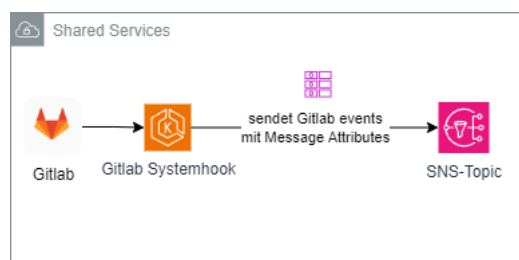 Shared Services
sendet Gitlab events
mit Message Attributes
Gitlab
Gitlab Systemhook
SNS-Topic